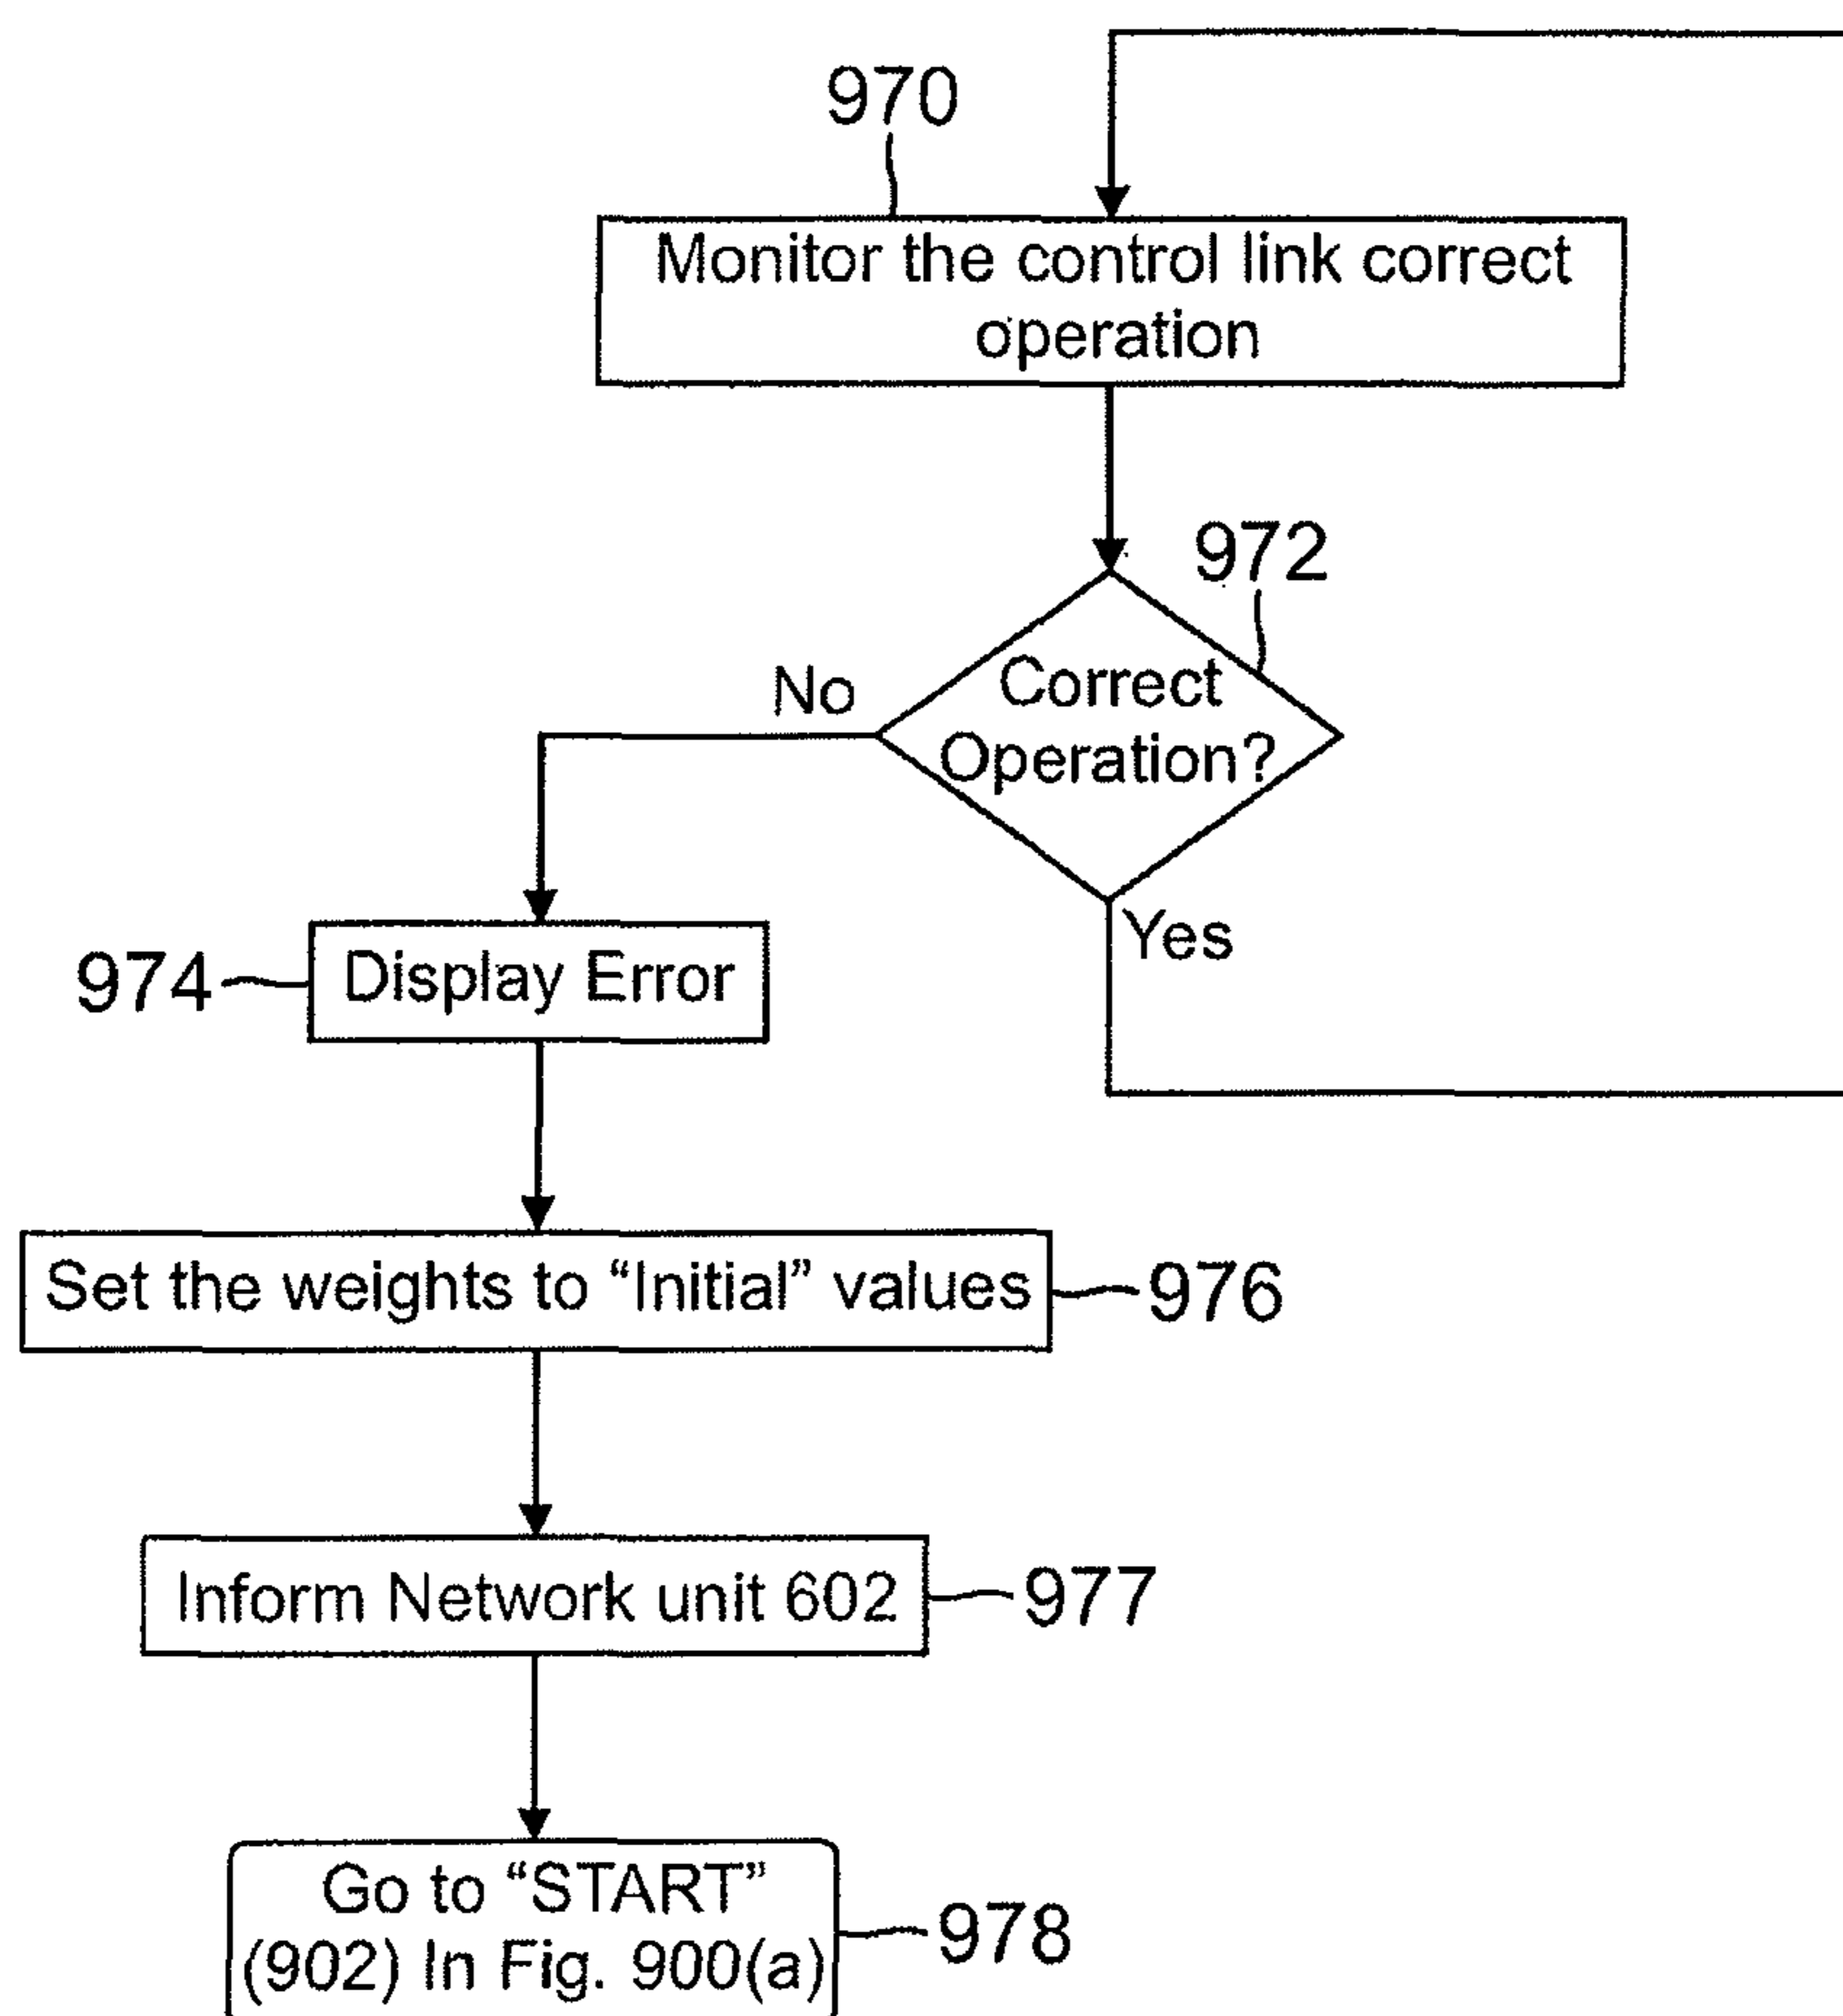 970
Monitor the control link correct
operation
972
Correct
Operation?
No
Yes
974
Display Error
Set the weights to “Initial” values
976
Inform Network unit 602
977
Go to “START”
(902) In Fig. 900(a)
978